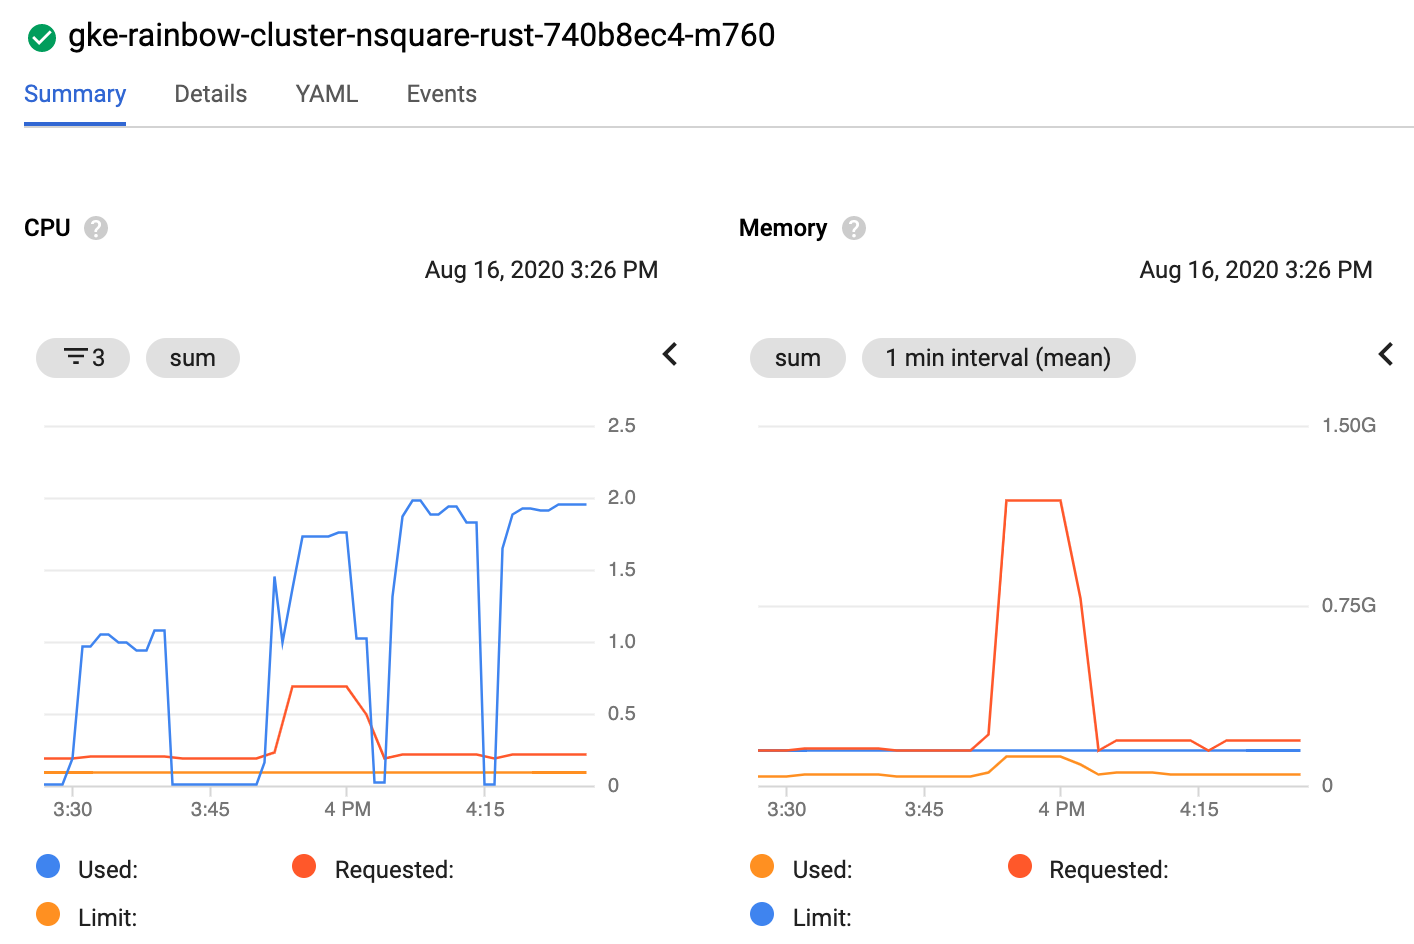 gke-rainbow-cluster-nsquare-rust-740b8ec4-m760
Summary Details YAML Events
CPU ?
Aug 16, 2020 3:26 PM
3 sum
2.5
2.0
1.5
1.0
0.5
0
3:30 3:45 4 PM 4:15
Used: Requested:
Limit:
Memory ?
Aug 16, 2020 3:26 PM
sum 1 min interval (mean)
1.50G
0.75G
0
3:30 3:45 4 PM 4:15
Used: Requested:
Limit: